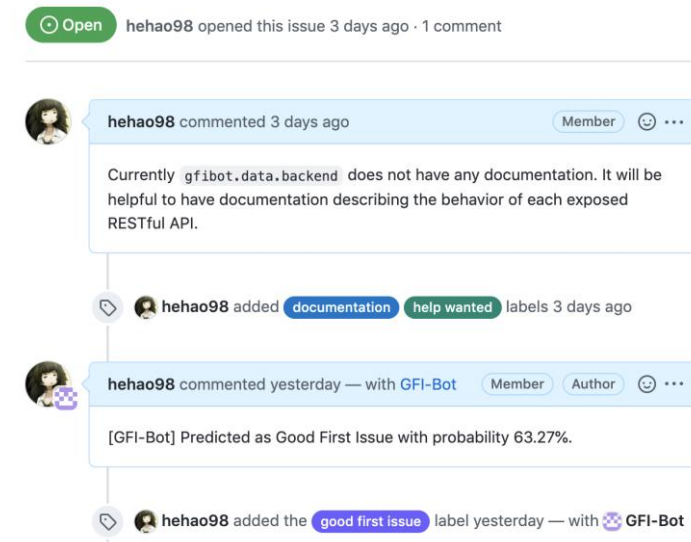 Open hehao98 opened this issue 3 days ago · 1 comment
hehao98 commented 3 days ago Member
Currently gfibot.data.backend does not have any documentation. It will be
helpful to have documentation describing the behavior of each exposed
RESTful API.
hehao98 added documentation help wanted labels 3 days ago
hehao98 commented yesterday — with GFI-Bot Member Author
[GFI-Bot] Predicted as Good First Issue with probability 63.27%.
hehao98 added the good first issue label yesterday — with GFI-Bot